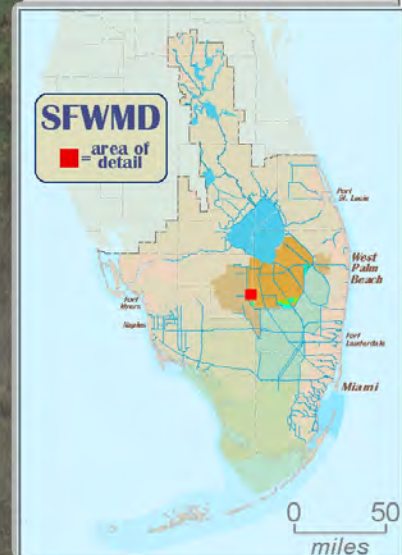 SFWMD
= area of
detail
Port
St. Lucie
West
Palm
Beach
Fort
Myers
Naples
Fort
Lauderdale
Miami
0 50
miles